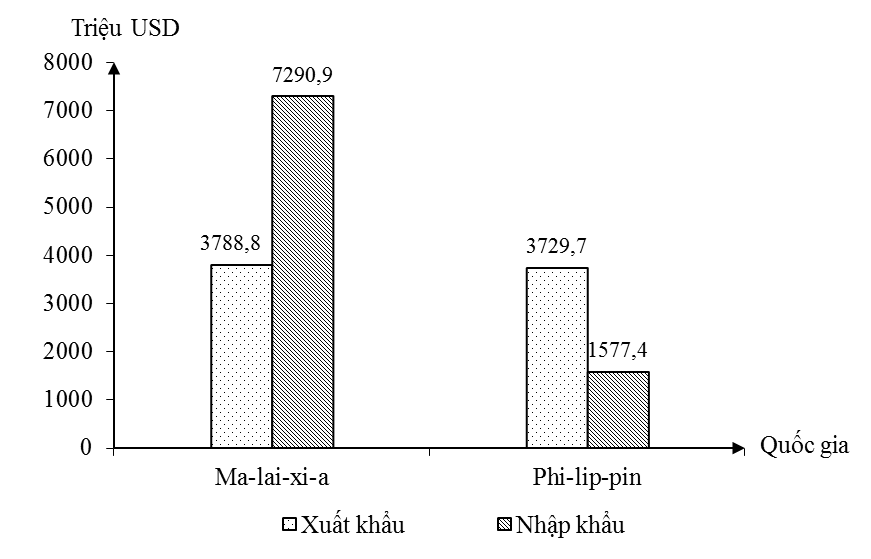 Triệu USD
8000
7000
6000
5000
4000
3000
2000
1000
0
7290,9
3788,8
3729,7
1577,4
Quốc gia
Ma-lai-xi-a
Phi-lip-pin
Xuất khẩu
Nhập khẩu